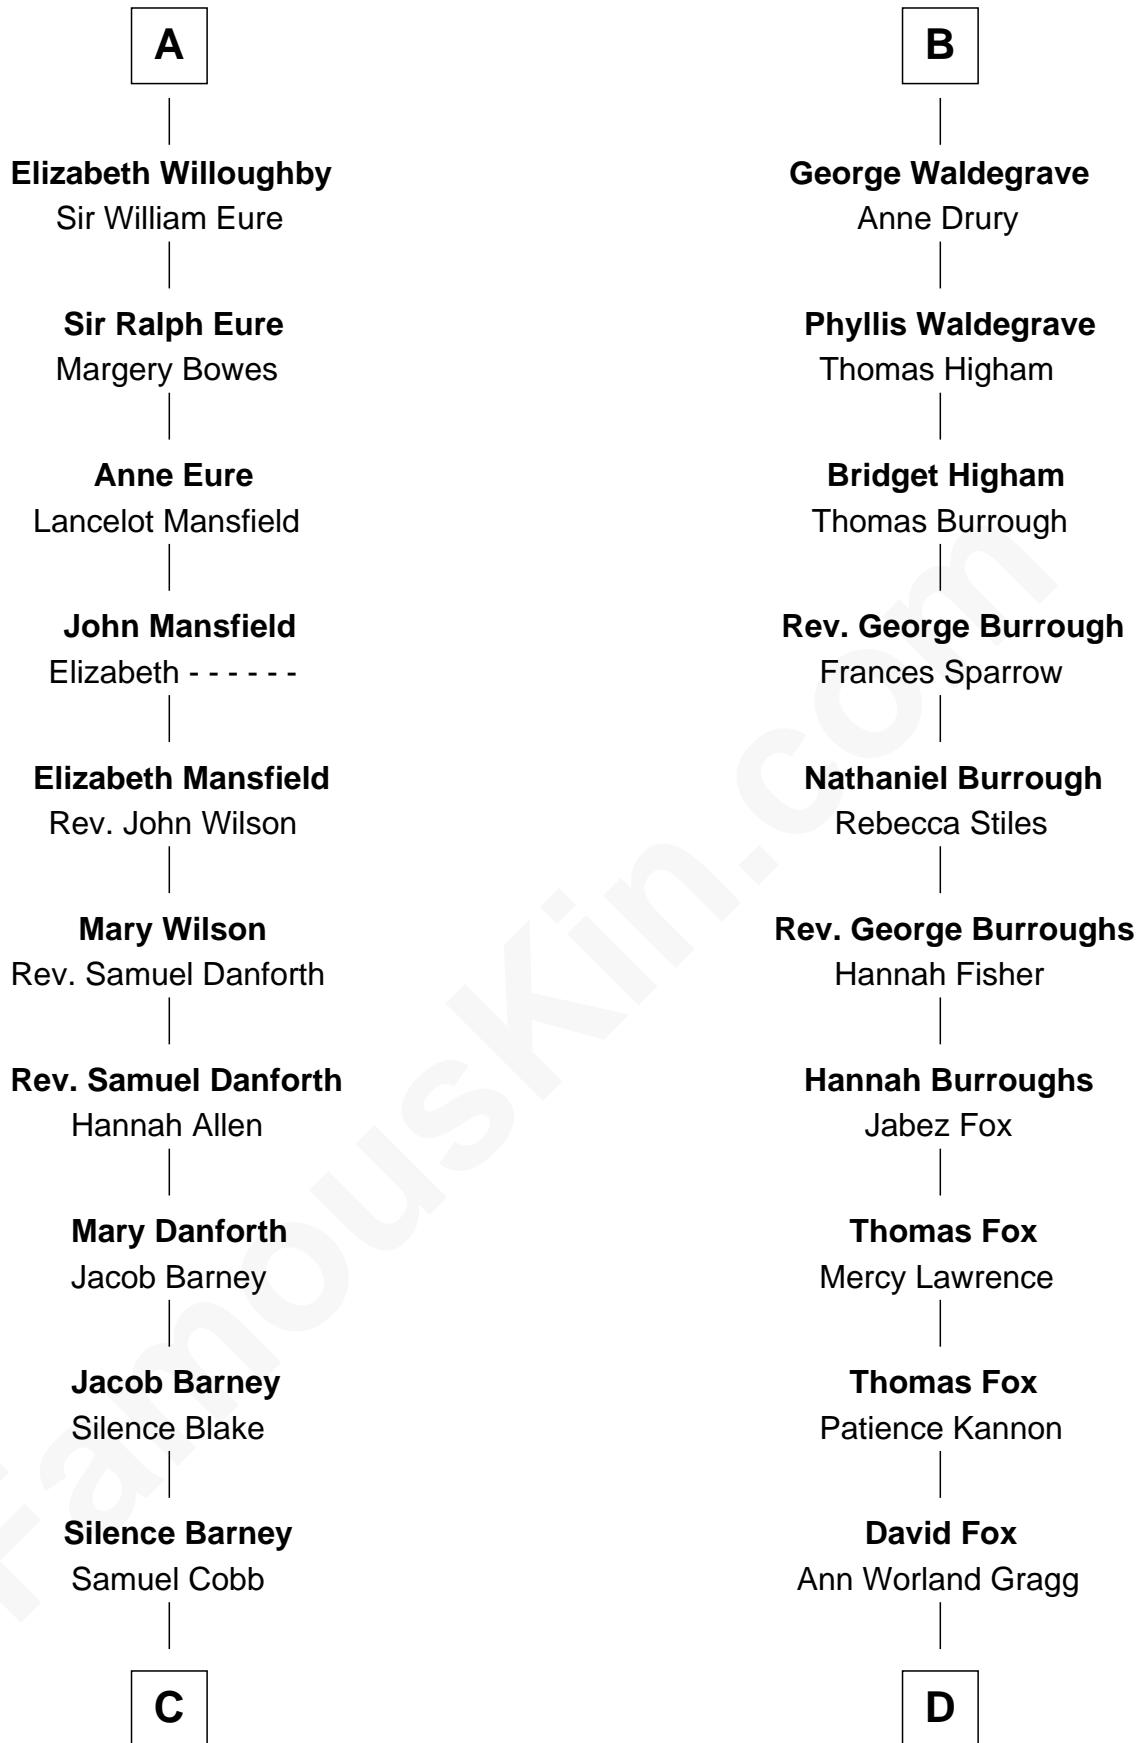 A
Elizabeth Willoughby
Sir William Eure
Sir Ralph Eure
Margery Bowes
Anne Eure
Lancelot Mansfield
John Mansfield
Elizabeth - - - - - -
Elizabeth Mansfield
Rev. John Wilson
Mary Wilson
Rev. Samuel Danforth
Rev. Samuel Danforth
Hannah Allen
Mary Danforth
Jacob Barney
Jacob Barney
Silence Blake
Silence Barney
Samuel Cobb
C
B
George Waldegrave
Anne Drury
Phyllis Waldegrave
Thomas Higham
Bridget Higham
Thomas Burrough
Rev. George Burrough
Frances Sparrow
Nathaniel Burrough
Rebecca Stiles
Rev. George Burroughs
Hannah Fisher
Hannah Burroughs
Jabez Fox
Thomas Fox
Mercy Lawrence
Thomas Fox
Patience Kannon
David Fox
Ann Worland Gragg
D
FamousKin.com